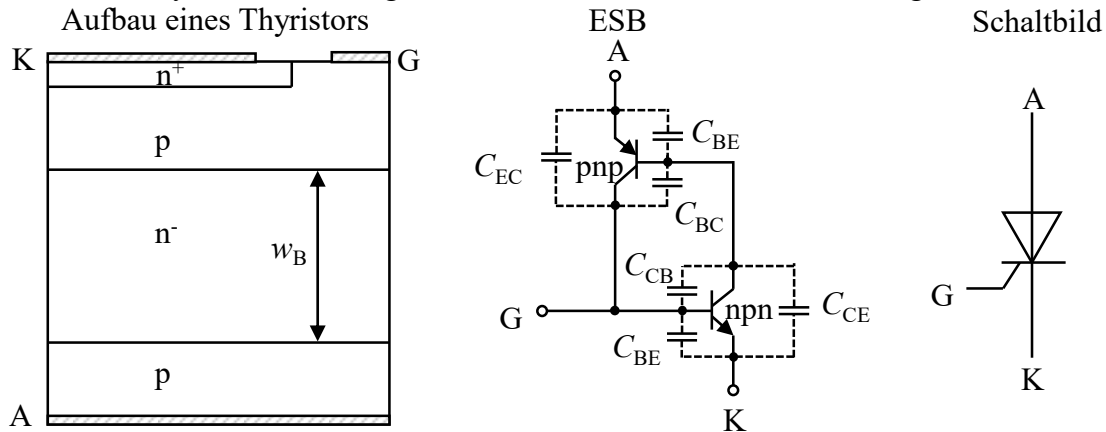 Aufbau eines Thyristors
ESB
Schaltbild
K
G
n+
p
n-
wB
p
A
A
CBE
CEC
pnp
CBC
CCB
G
npn
CCE
CBE
K
A
G
K